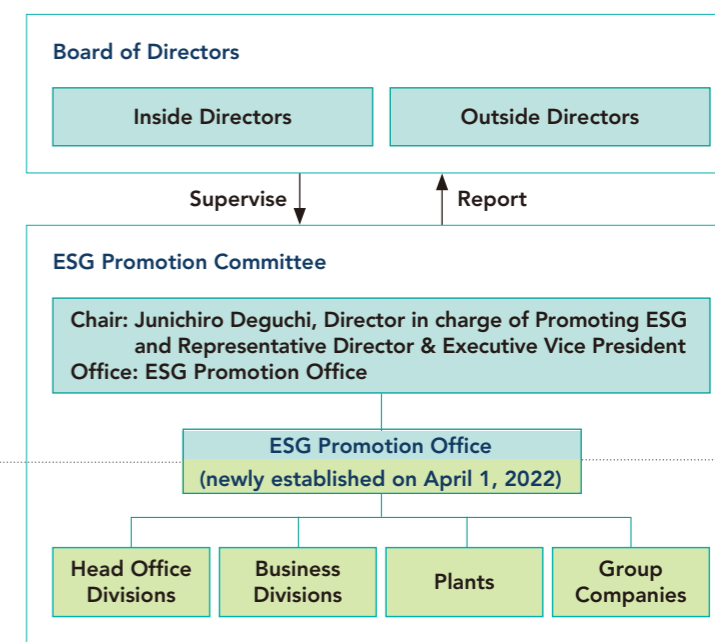 Board of Directors
Inside Directors
Outside Directors
Supervise
Report
ESG Promotion Committee
Chair: Junichiro Deguchi, Director in charge of Promoting ESG
and Representative Director & Executive Vice President
Office: ESG Promotion Office
ESG Promotion Office
(newly established on April 1, 2022)
Head Office
Divisions
Business
Divisions
Plants
Group
Companies